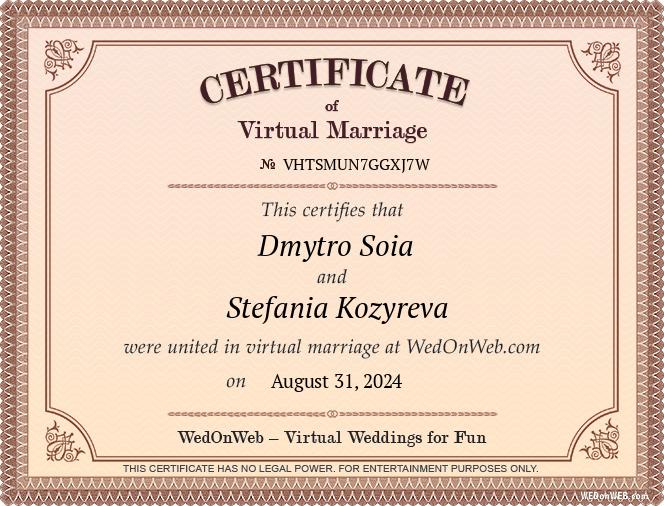 CERTIFICATE
of
Virtual Marriage
№ VHTSMUN7GGXJ7W
This certifies that
Dmytro Soia
and
Stefania Kozyreva
were united in virtual marriage at WedOnWeb.com
on August 31, 2024
WedOnWeb – Virtual Weddings for Fun
THIS CERTIFICATE HAS NO LEGAL POWER. FOR ENTERTAINMENT PURPOSES ONLY.
WEDonWEB.com